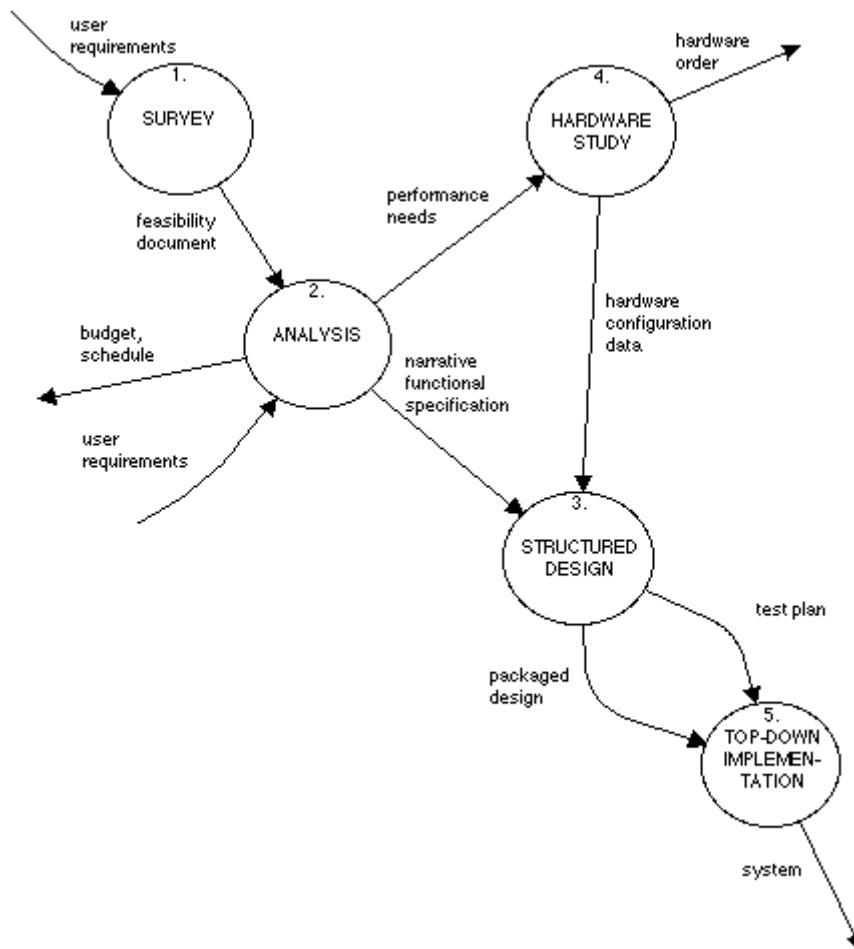 user
requirements
1.
SURVEY
hardware
order
4.
HARDWARE
STUDY
feasibility
document
performance
needs
2.
ANALYSIS
hardware
configuration
data
budget,
schedule
narrative
functional
specification
user
requirements
3.
STRUCTURED
DESIGN
test plan
packaged
design
5.
TOP-DOWN
IMPLEMEN-
TATION
system